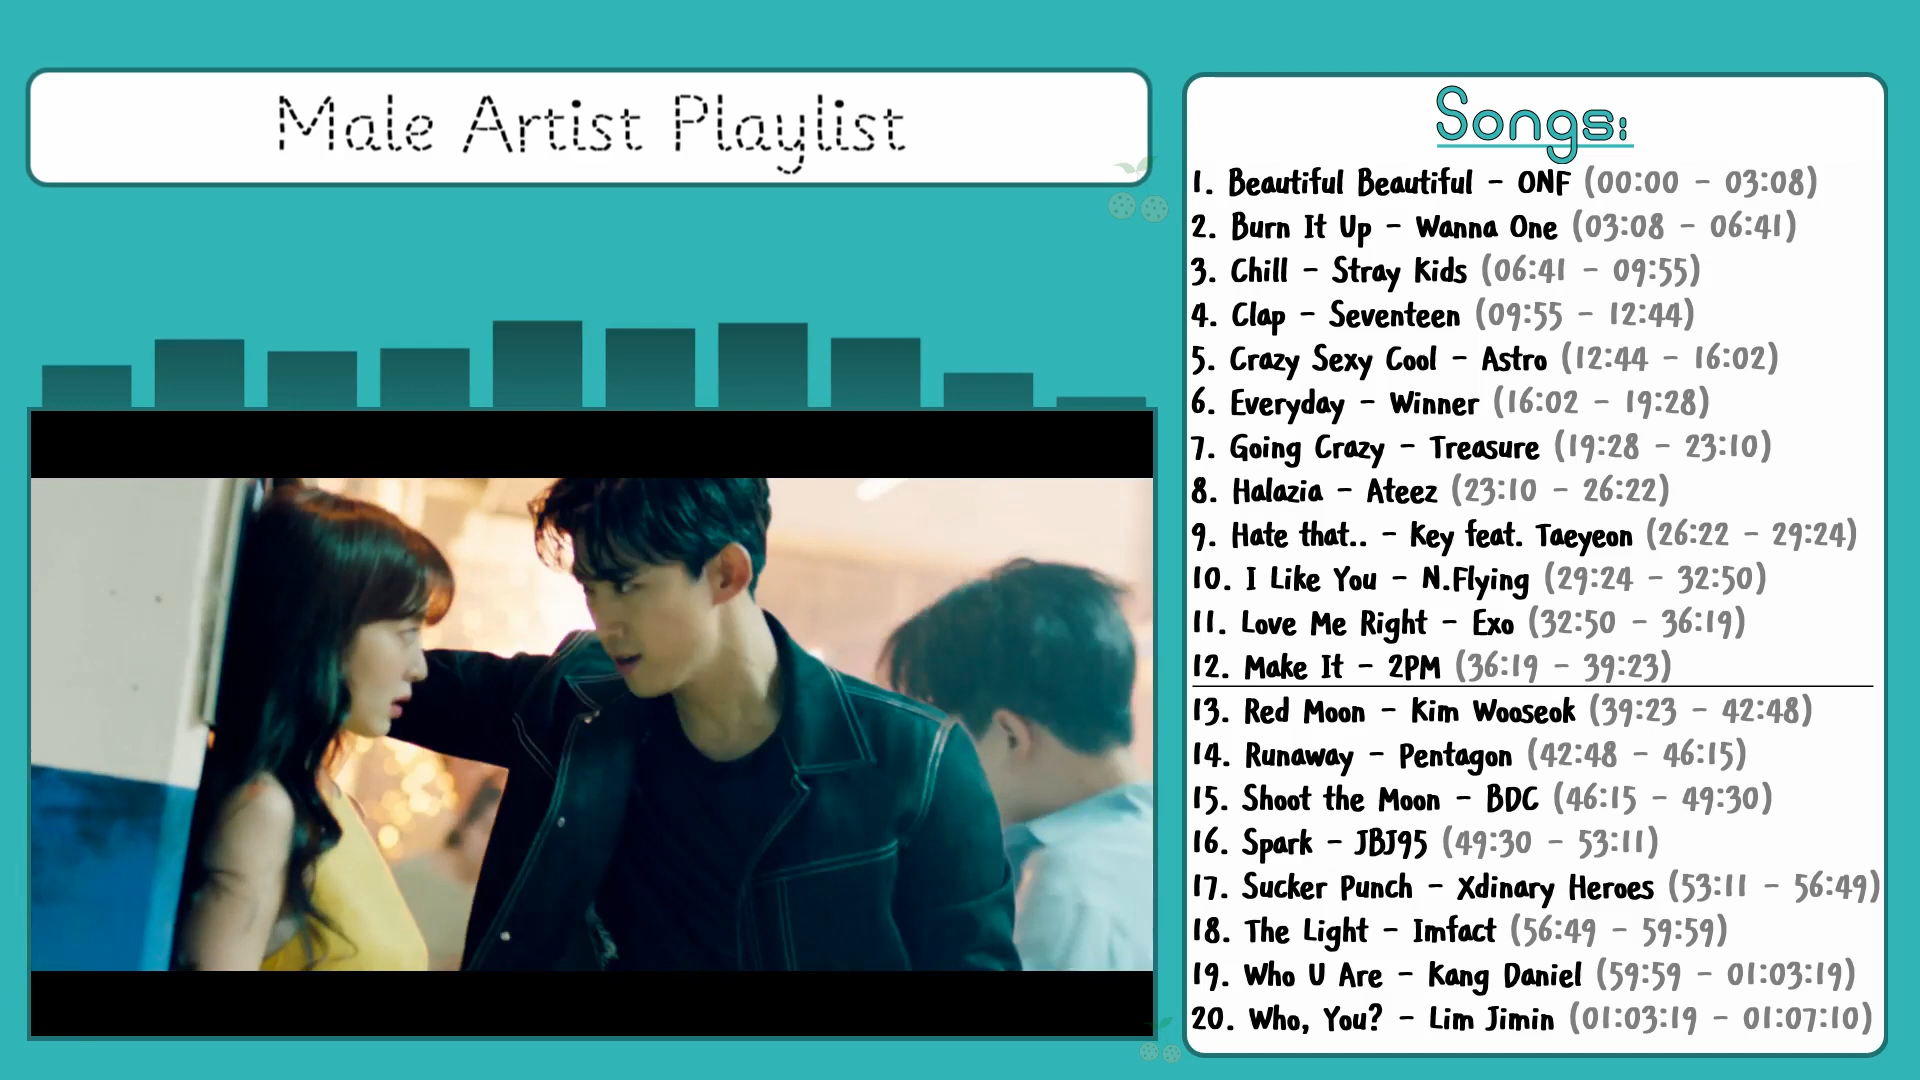 Male Artist Playlist
Songs:
1. Beautiful Beautiful - ONF (00:00 - 03:08)
2. Burn It Up - Wanna One (03:08 - 06:41)
3. Chill - Stray Kids (06:41 - 09:55)
4. Clap - Seventeen (09:55 - 12:44)
5. Crazy Sexy Cool - Astro (12:44 - 16:02)
6. Everyday - Winner (16:02 - 19:28)
7. Going Crazy - Treasure (19:28 - 23:10)
8. Halazia - Ateez (23:10 - 26:22)
9. Hate that.. - Key feat. Taeyeon (26:22 - 29:24)
10. I Like You - N.Flying (29:24 - 32:50)
11. Love Me Right - Exo (32:50 - 36:19)
12. Make It - 2PM (36:19 - 39:23)
13. Red Moon - Kim Wooseok (39:23 - 42:48)
14. Runaway - Pentagon (42:48 - 46:15)
15. Shoot the Moon - BDC (46:15 - 49:30)
16. Spark - JBJ95 (49:30 - 53:11)
17. Sucker Punch - Xdinary Heroes (53:11 - 56:49)
18. The Light - Imfact (56:49 - 59:59)
19. Who U Are - Kang Daniel (59:59 - 01:03:19)
20. Who, You? - Lim Jimin (01:03:19 - 01:07:10)